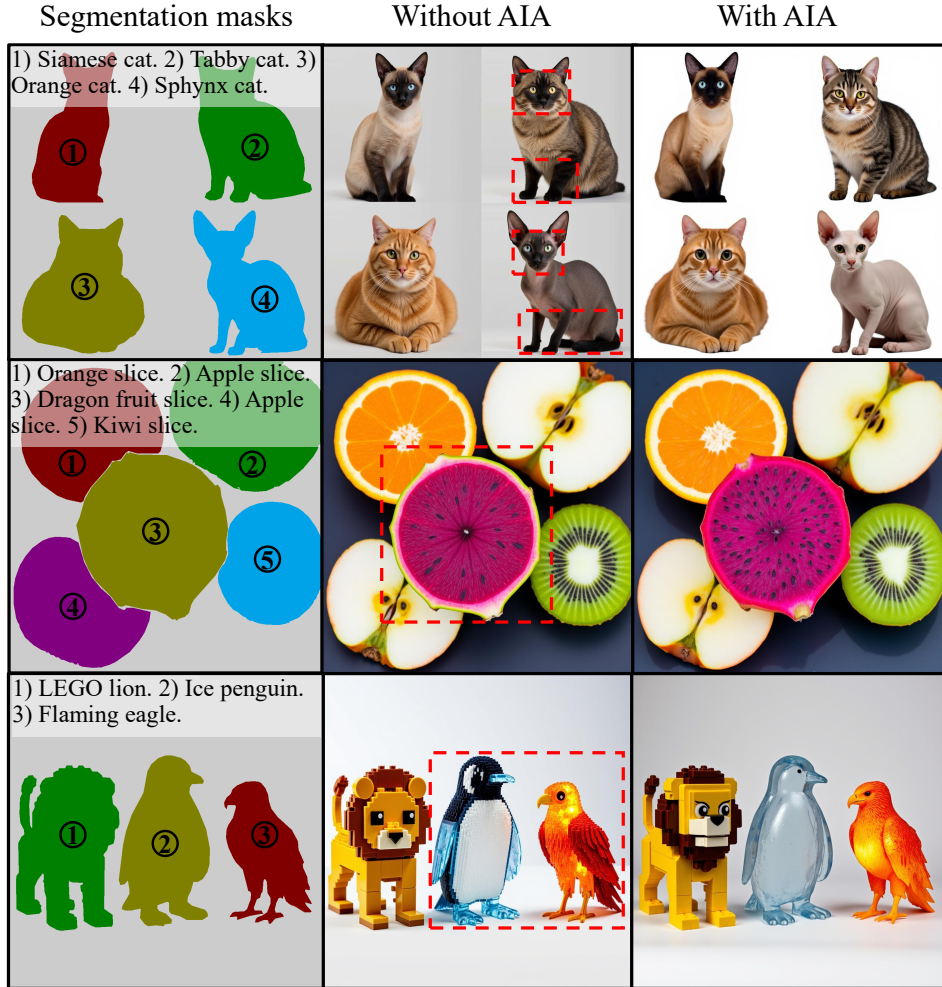 Segmentation masks
Without AIA
With AIA
1) Siamese cat. 2) Tabby cat. 3)
Orange cat. 4) Sphynx cat.
①
②
③
④
1) Orange slice. 2) Apple slice.
3) Dragon fruit slice. 4) Apple
slice. 5) Kiwi slice.
①
②
③
⑤
④
1) LEGO lion. 2) Ice penguin.
3) Flaming eagle.
①
②
③